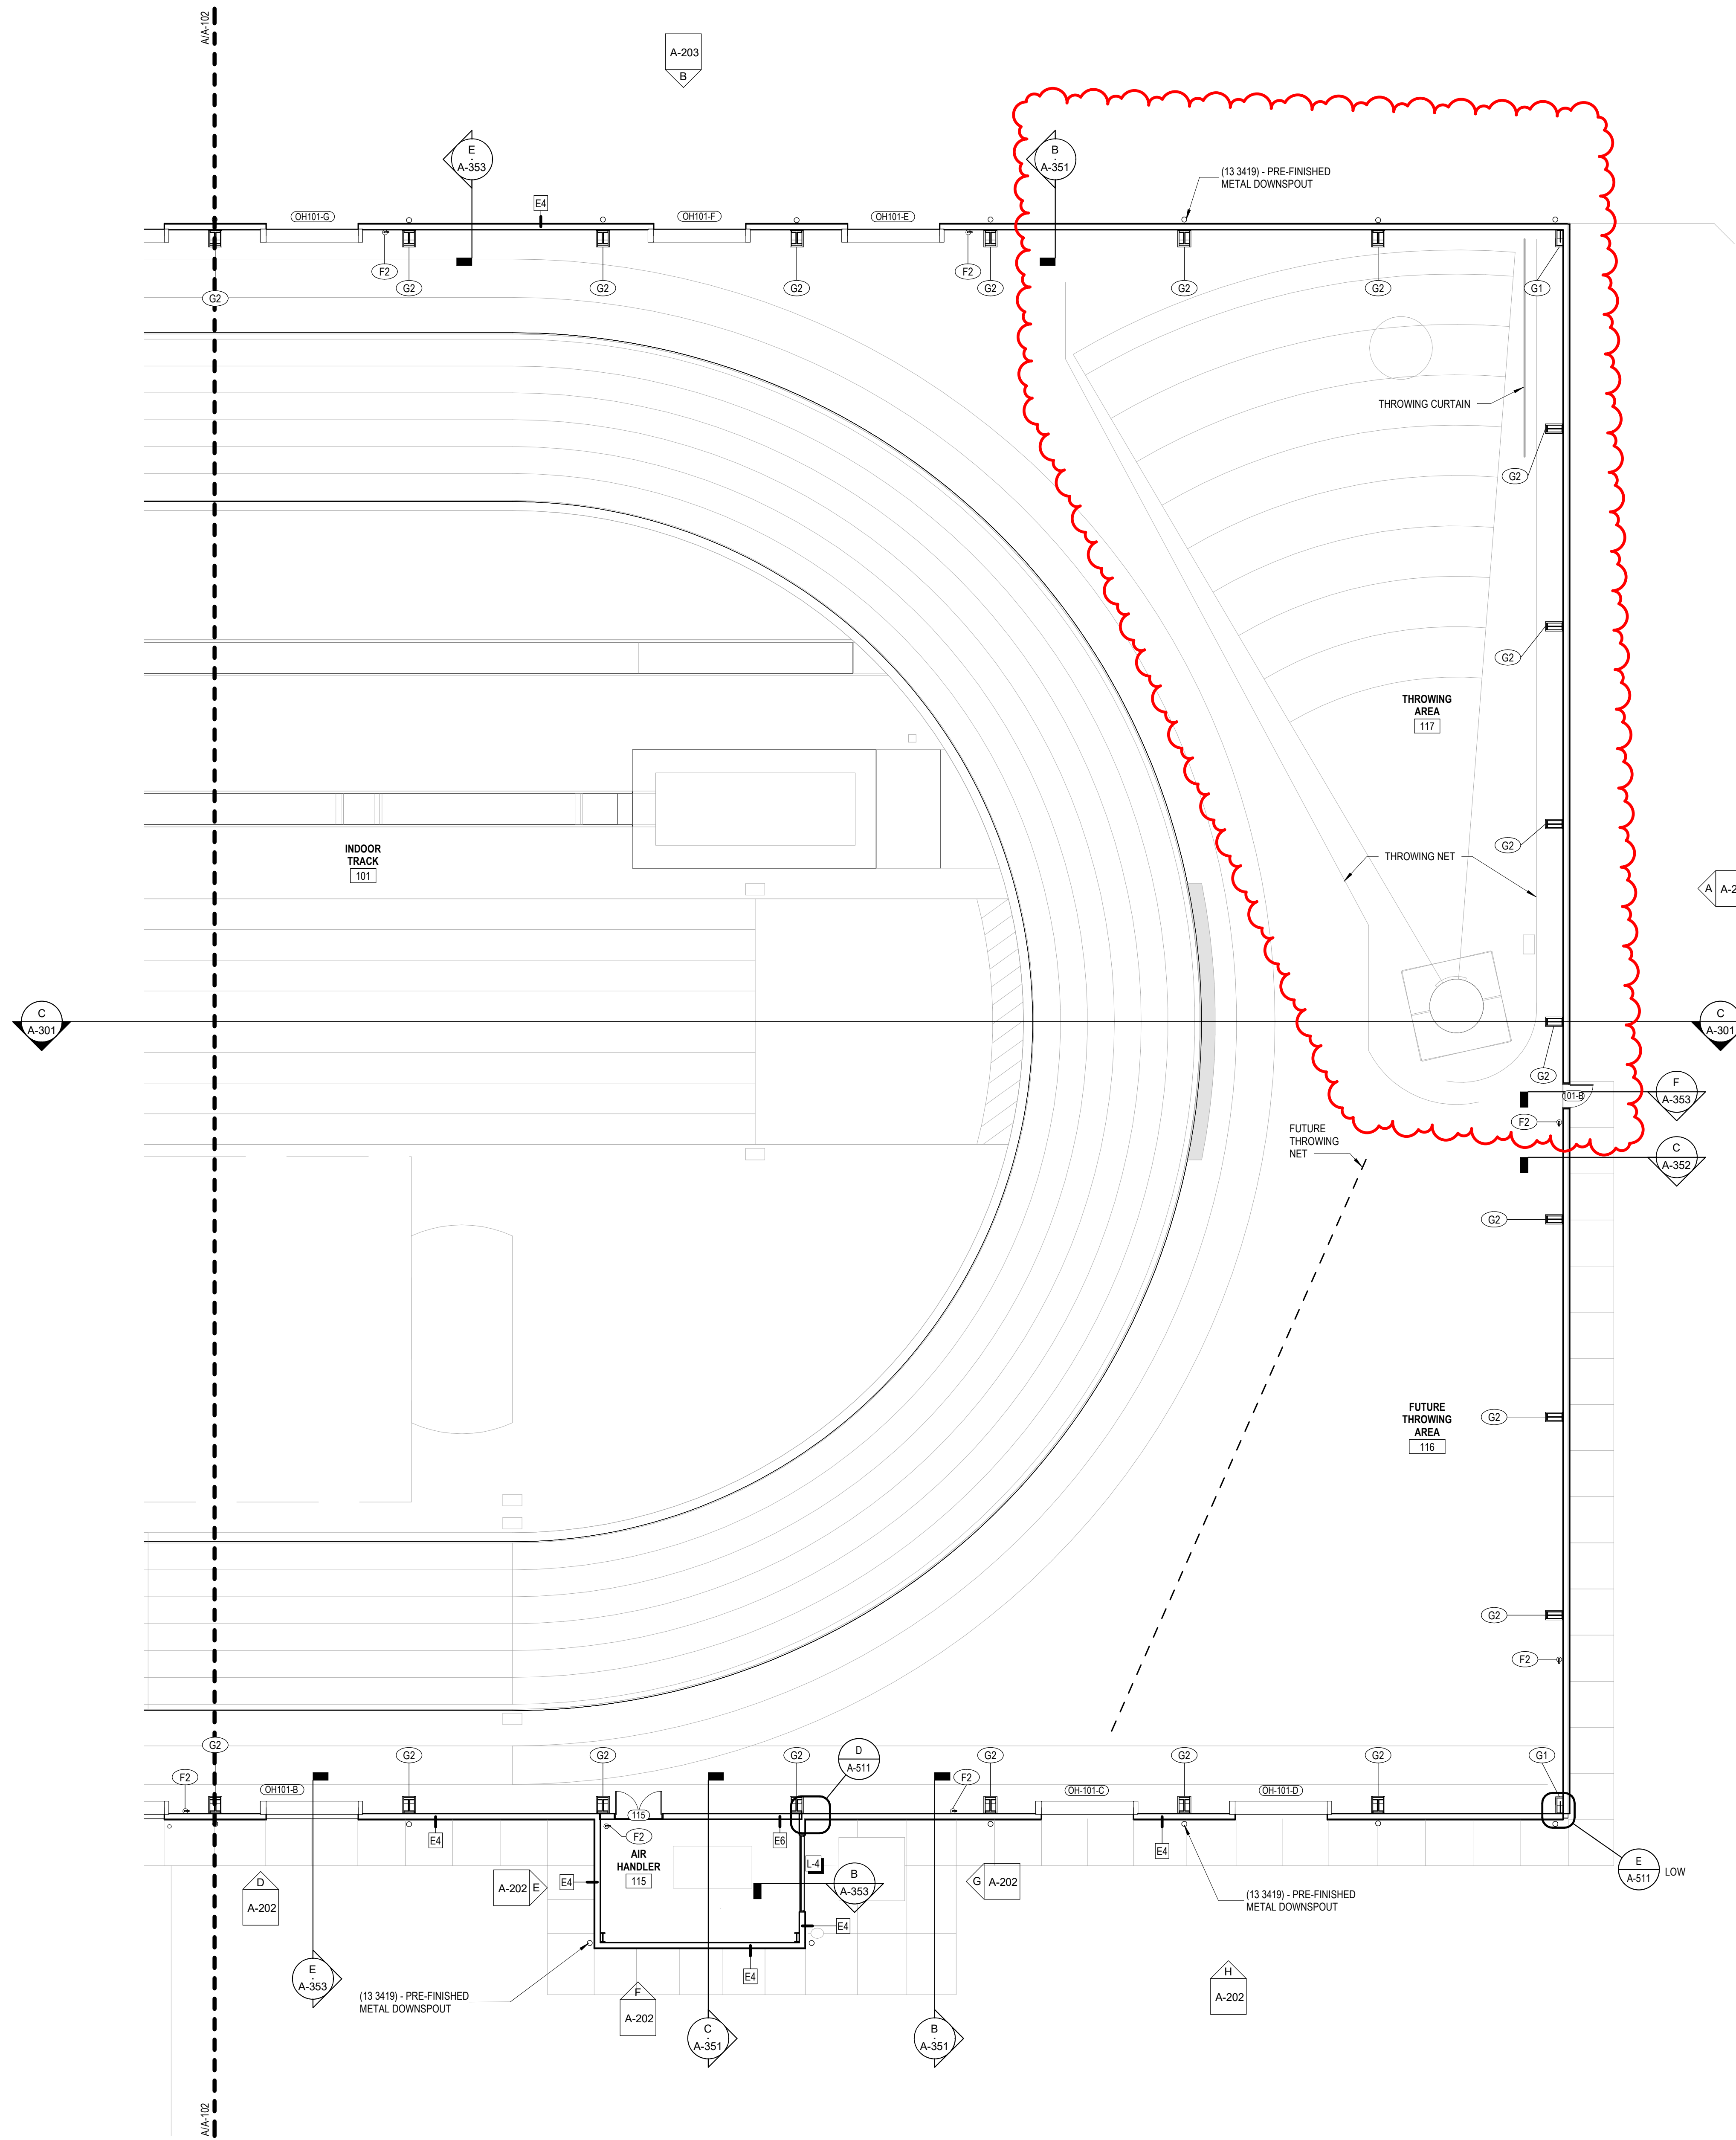 A/A-102
A-203
B
E
A-353
B
A-351
(13 3419) - PRE-FINISHED
METAL DOWNSPOUT
E4
OH101-G
OH101-F
OH101-E
F2
F2
G2
G2
G2
G2
G2
G2
G2
G1
THROWING CURTAIN
G2
G2
THROWING
AREA
117
G2
THROWING NET
INDOOR
TRACK
101
A
C
A-301
C
A-301
G2
F
A-353
101-B
F2
FUTURE
THROWING
NET
C
A-352
G2
FUTURE
THROWING
AREA
116
G2
G2
F2
G2
G2
G2
G2
G2
G2
G2
G1
D
A-511
F2
F2
OH101-B
OH-101-C
OH-101-D
115
E4
F2
E6
E4
AIR
HANDLER
115
L-4
B
A-353
E
A-511
LOW
D
A-202
A-202
E
E4
G
A-202
(13 3419) - PRE-FINISHED
METAL DOWNSPOUT
E4
E4
E
A-353
(13 3419) - PRE-FINISHED
METAL DOWNSPOUT
F
A-202
H
A-202
C
A-351
B
A-351
A/A-102